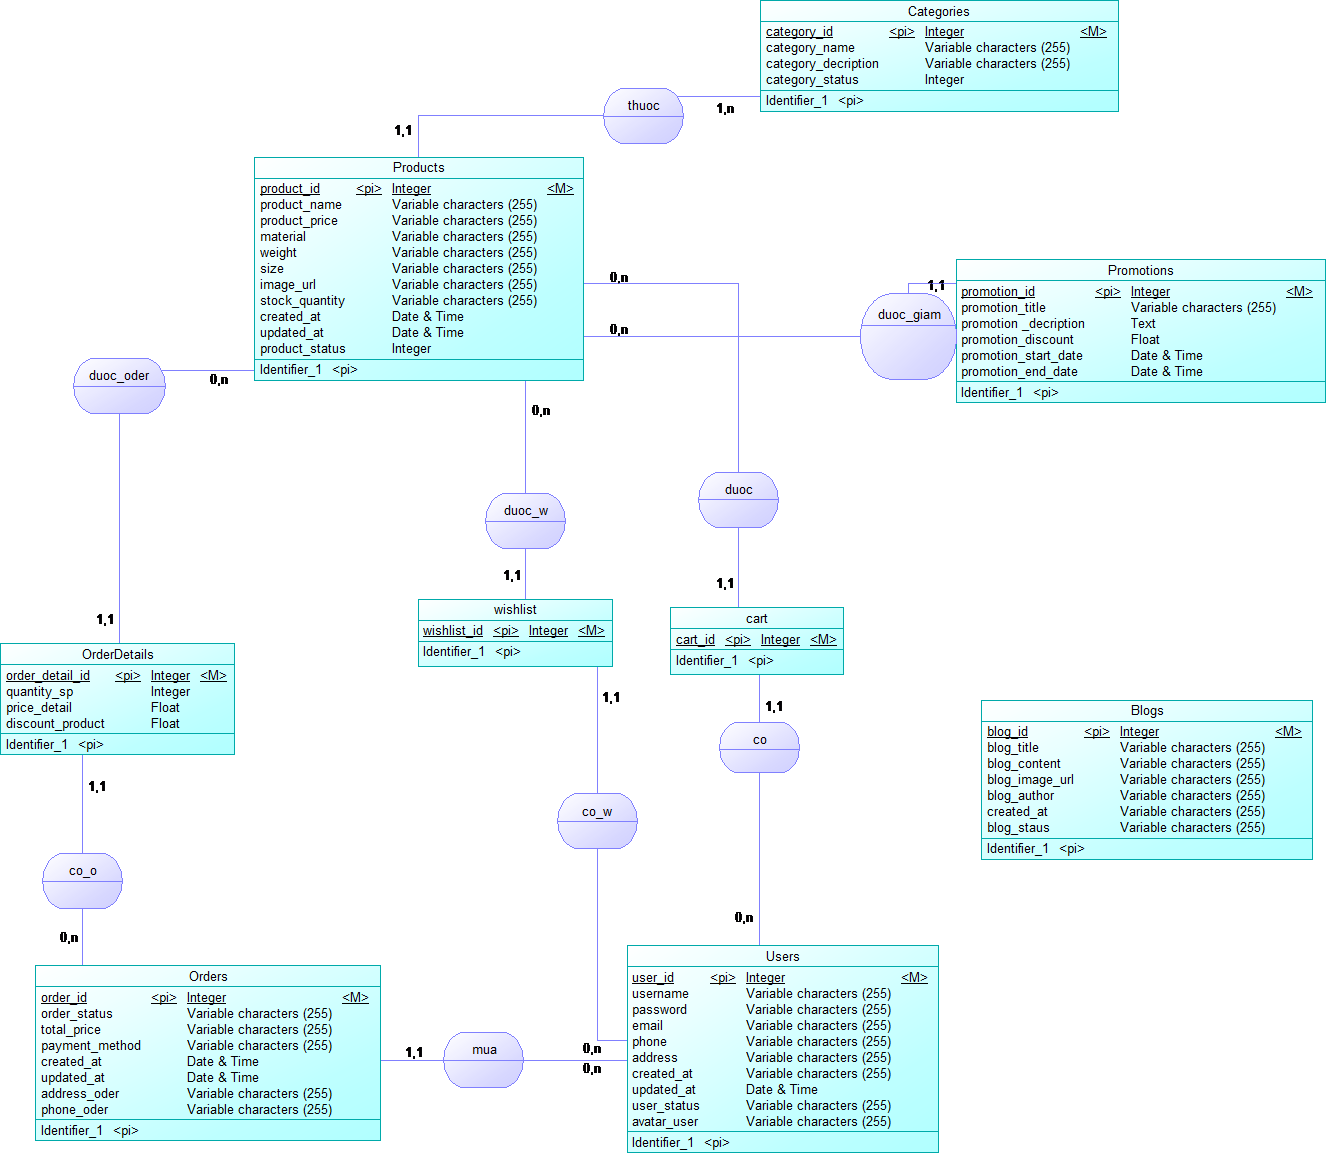 Categories
category_id <pi> Integer <M>
category_name Variable characters (255)
category_decription Variable characters (255)
category_status Integer
Identifier_1 <pi>
thuoc
1,n
1,1
Products
product_id <pi> Integer <M>
product_name Variable characters (255)
product_price Variable characters (255)
material Variable characters (255)
weight Variable characters (255)
size Variable characters (255)
image_url Variable characters (255)
stock_quantity Variable characters (255)
created_at Date & Time
updated_at Date & Time
product_status Integer
Identifier_1 <pi>
0,n
0,n
1,1
duoc_giam
Promotions
promotion_id <pi> Integer <M>
promotion_title Variable characters (255)
promotion _decription Text
promotion_discount Float
promotion_start_date Date & Time
promotion_end_date Date & Time
Identifier_1 <pi>
duoc_oder
0,n
0,n
duoc_w
duoc
1,1
1,1
1,1
wishlist
wishlist_id <pi> Integer <M>
Identifier_1 <pi>
cart
cart_id <pi> Integer <M>
Identifier_1 <pi>
OrderDetails
order_detail_id <pi> Integer <M>
quantity_sp Integer
price_detail Float
discount_product Float
Identifier_1 <pi>
1,1
1,1
1,1
co
co_w
co_o
0,n
0,n
Blogs
blog_id <pi> Integer <M>
blog_title Variable characters (255)
blog_content Variable characters (255)
blog_image_url Variable characters (255)
blog_author Variable characters (255)
created_at Variable characters (255)
blog_staus Variable characters (255)
Identifier_1 <pi>
Orders
order_id <pi> Integer <M>
order_status Variable characters (255)
total_price Variable characters (255)
payment_method Variable characters (255)
created_at Date & Time
updated_at Date & Time
address_oder Variable characters (255)
phone_oder Variable characters (255)
Identifier_1 <pi>
1,1
mua
0,n
0,n
Users
user_id <pi> Integer <M>
username Variable characters (255)
password Variable characters (255)
email Variable characters (255)
phone Variable characters (255)
address Variable characters (255)
created_at Variable characters (255)
updated_at Date & Time
user_status Variable characters (255)
avatar_user Variable characters (255)
Identifier_1 <pi>